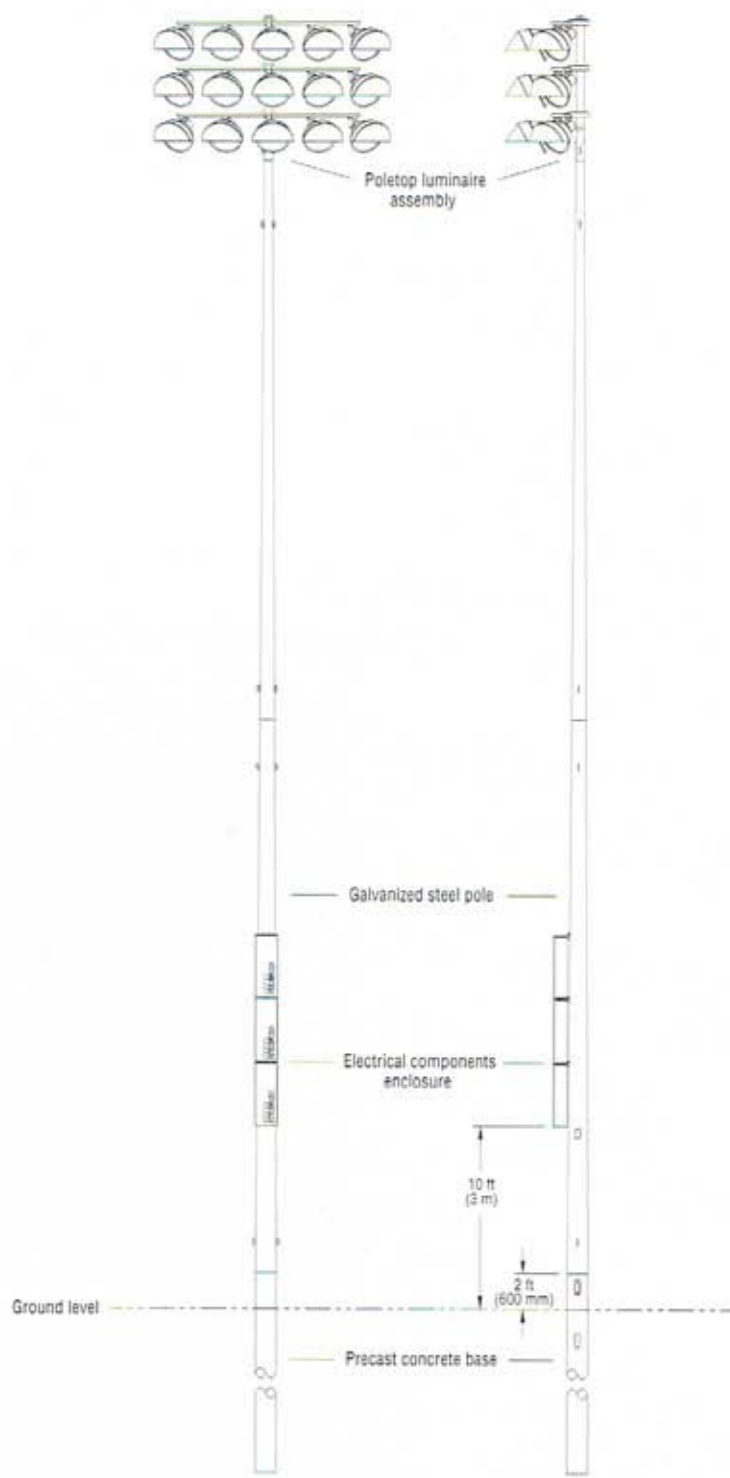 Poletop luminaire
assembly
Galvanized steel pole
Electrical components
enclosure
10 ft
(3 m)
2 ft
(600 mm)
Ground level
Precast concrete base